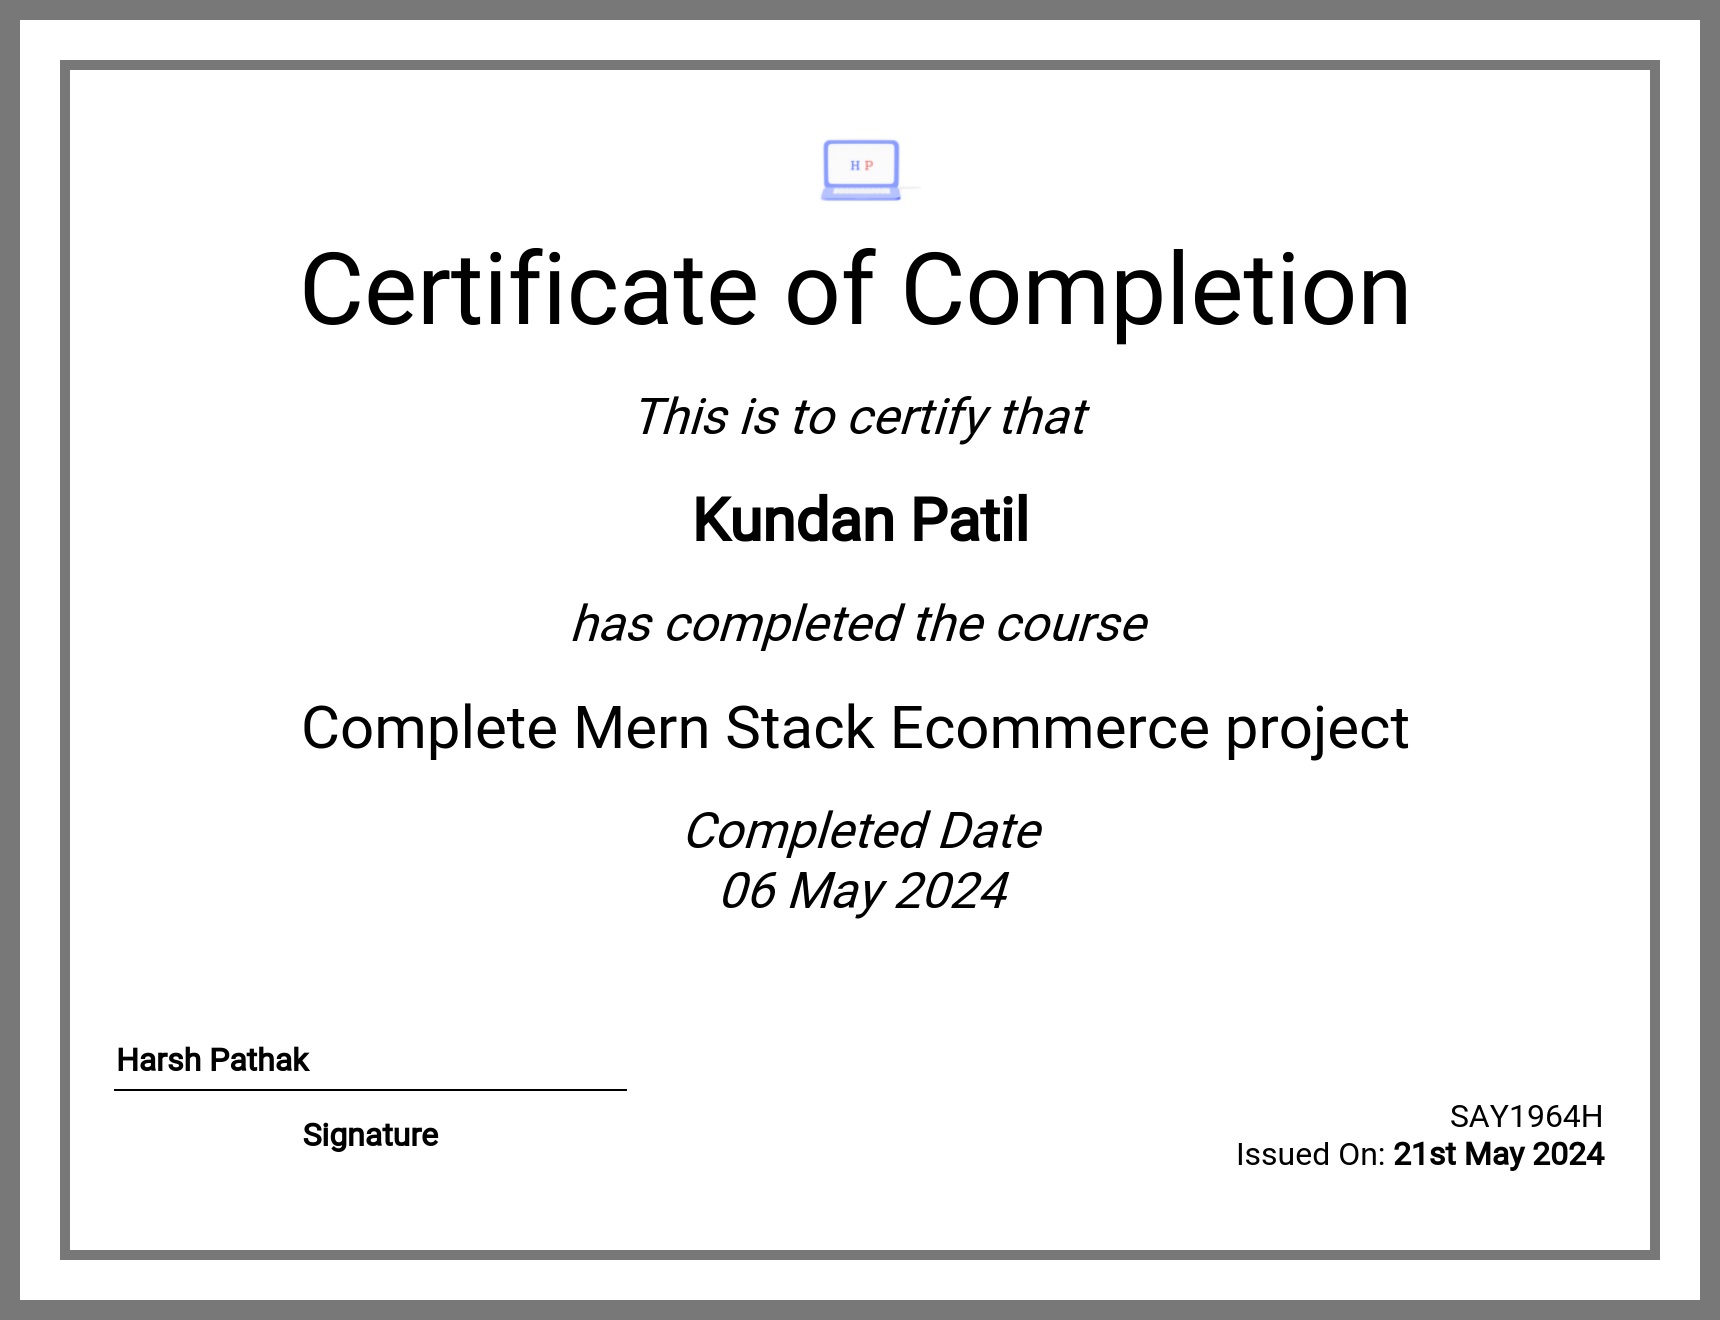 H P
Certificate of Completion
This is to certify that
Kundan Patil
has completed the course
Complete Mern Stack Ecommerce project
Completed Date
06 May 2024
Harsh Pathak
Signature
SAY1964H
Issued On: 21st May 2024